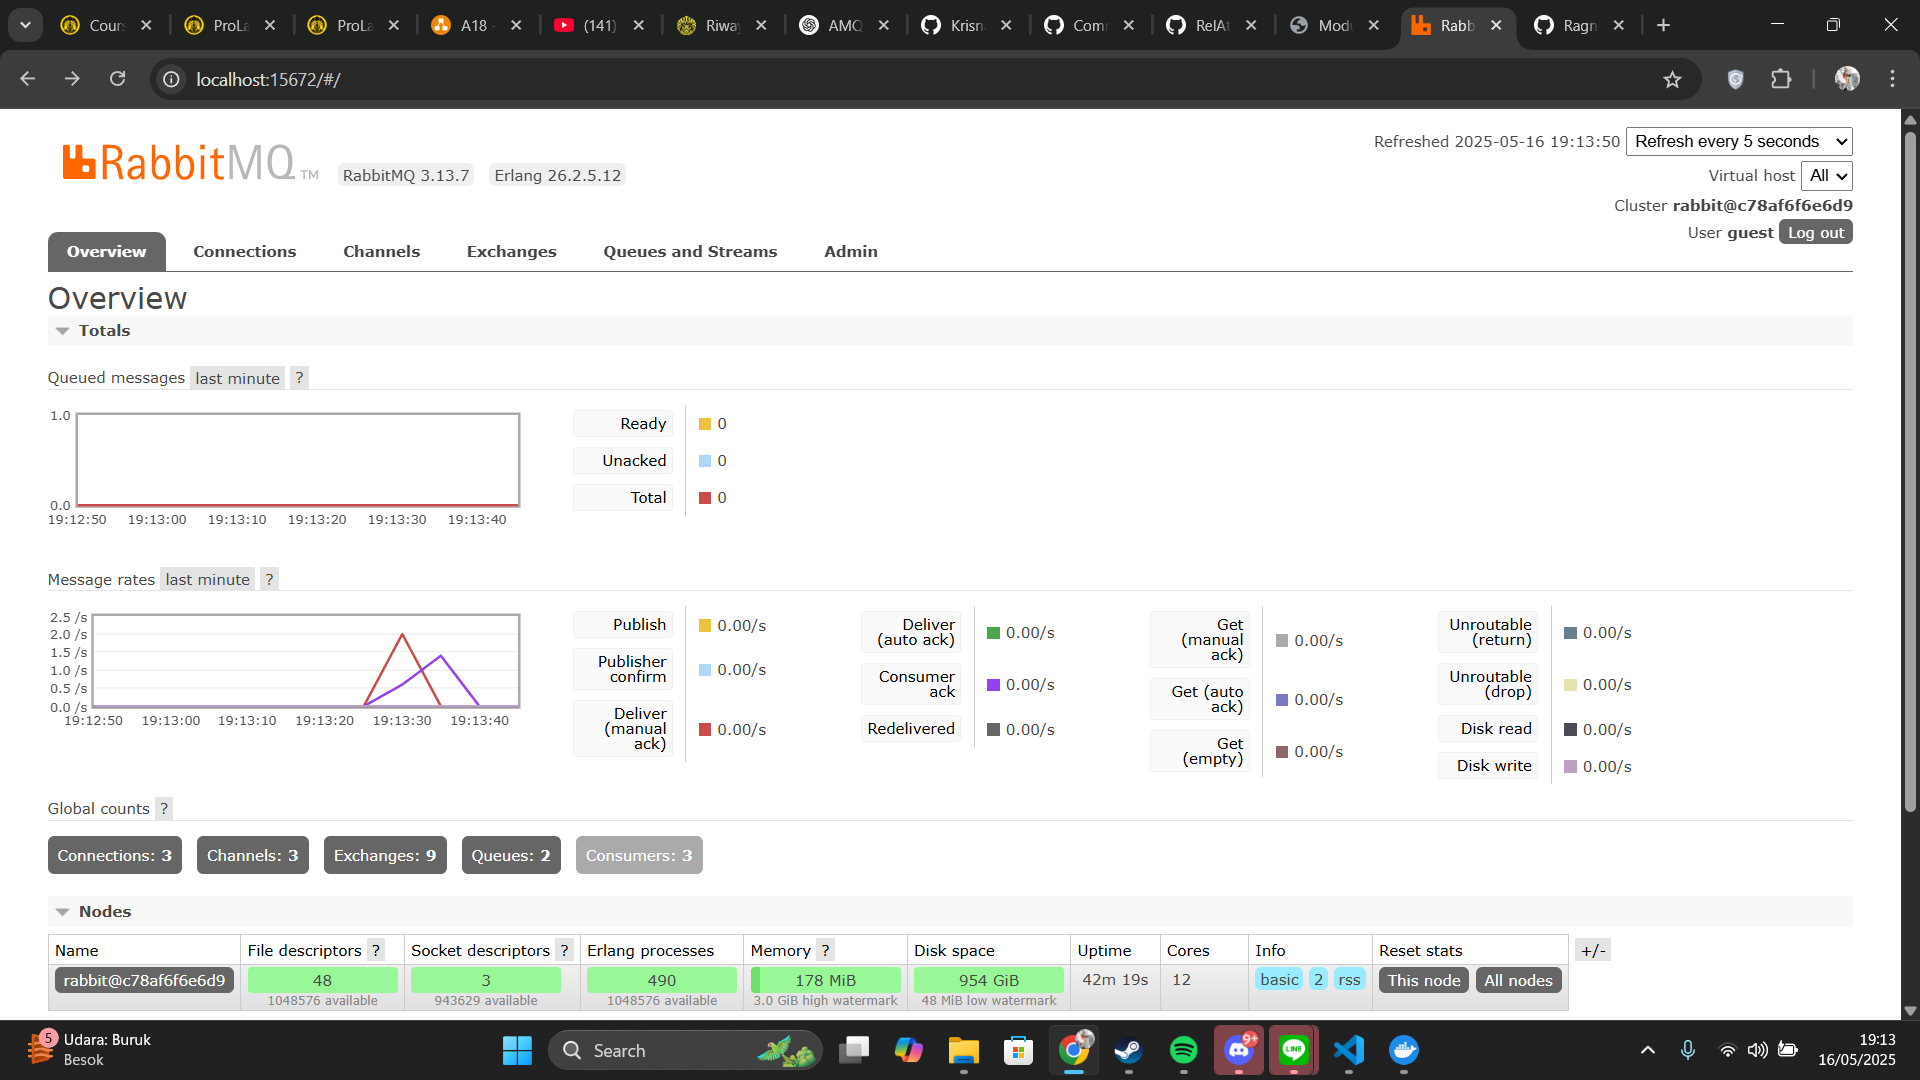 Cours
ProLa
ProLa
A18 -
(141)
Riway
AMQ
Krisn
Com
RelAt
Modu
Rabb
Ragn
localhost:15672/#/
RabbitMQ TM
RabbitMQ 3.13.7
Erlang 26.2.5.12
Refreshed 2025-05-16 19:13:50
Refresh every 5 seconds
Virtual host All
Cluster rabbit@c78af6f6e6d9
User guest Log out
Overview
Connections
Channels
Exchanges
Queues and Streams
Admin
Overview
Totals
Queued messages last minute ?
1.0
0.0
19:12:50 19:13:00 19:13:10 19:13:20 19:13:30 19:13:40
Ready 0
Unacked 0
Total 0
Message rates last minute ?
2.5 /s
2.0 /s
1.5 /s
1.0 /s
0.5 /s
0.0 /s
19:12:50 19:13:00 19:13:10 19:13:20 19:13:30 19:13:40
Publish 0.00/s
Publisher confirm 0.00/s
Deliver (manual ack) 0.00/s
Deliver (auto ack) 0.00/s
Consumer ack 0.00/s
Redelivered 0.00/s
Get (manual ack) 0.00/s
Get (auto ack) 0.00/s
Get (empty) 0.00/s
Unroutable (return) 0.00/s
Unroutable (drop) 0.00/s
Disk read 0.00/s
Disk write 0.00/s
Global counts ?
Connections: 3
Channels: 3
Exchanges: 9
Queues: 2
Consumers: 3
Nodes
Name File descriptors ? Socket descriptors ? Erlang processes Memory ? Disk space Uptime Cores Info Reset stats +/-
rabbit@c78af6f6e6d9 48 3 490 178 MiB 954 GiB 42m 19s 12 basic 2 rss This node All nodes
1048576 available 943629 available 1048576 available 3.0 GiB high watermark 48 MiB low watermark
5
Udara: Buruk
Besok
Search
9+
LINE
19:13
16/05/2025